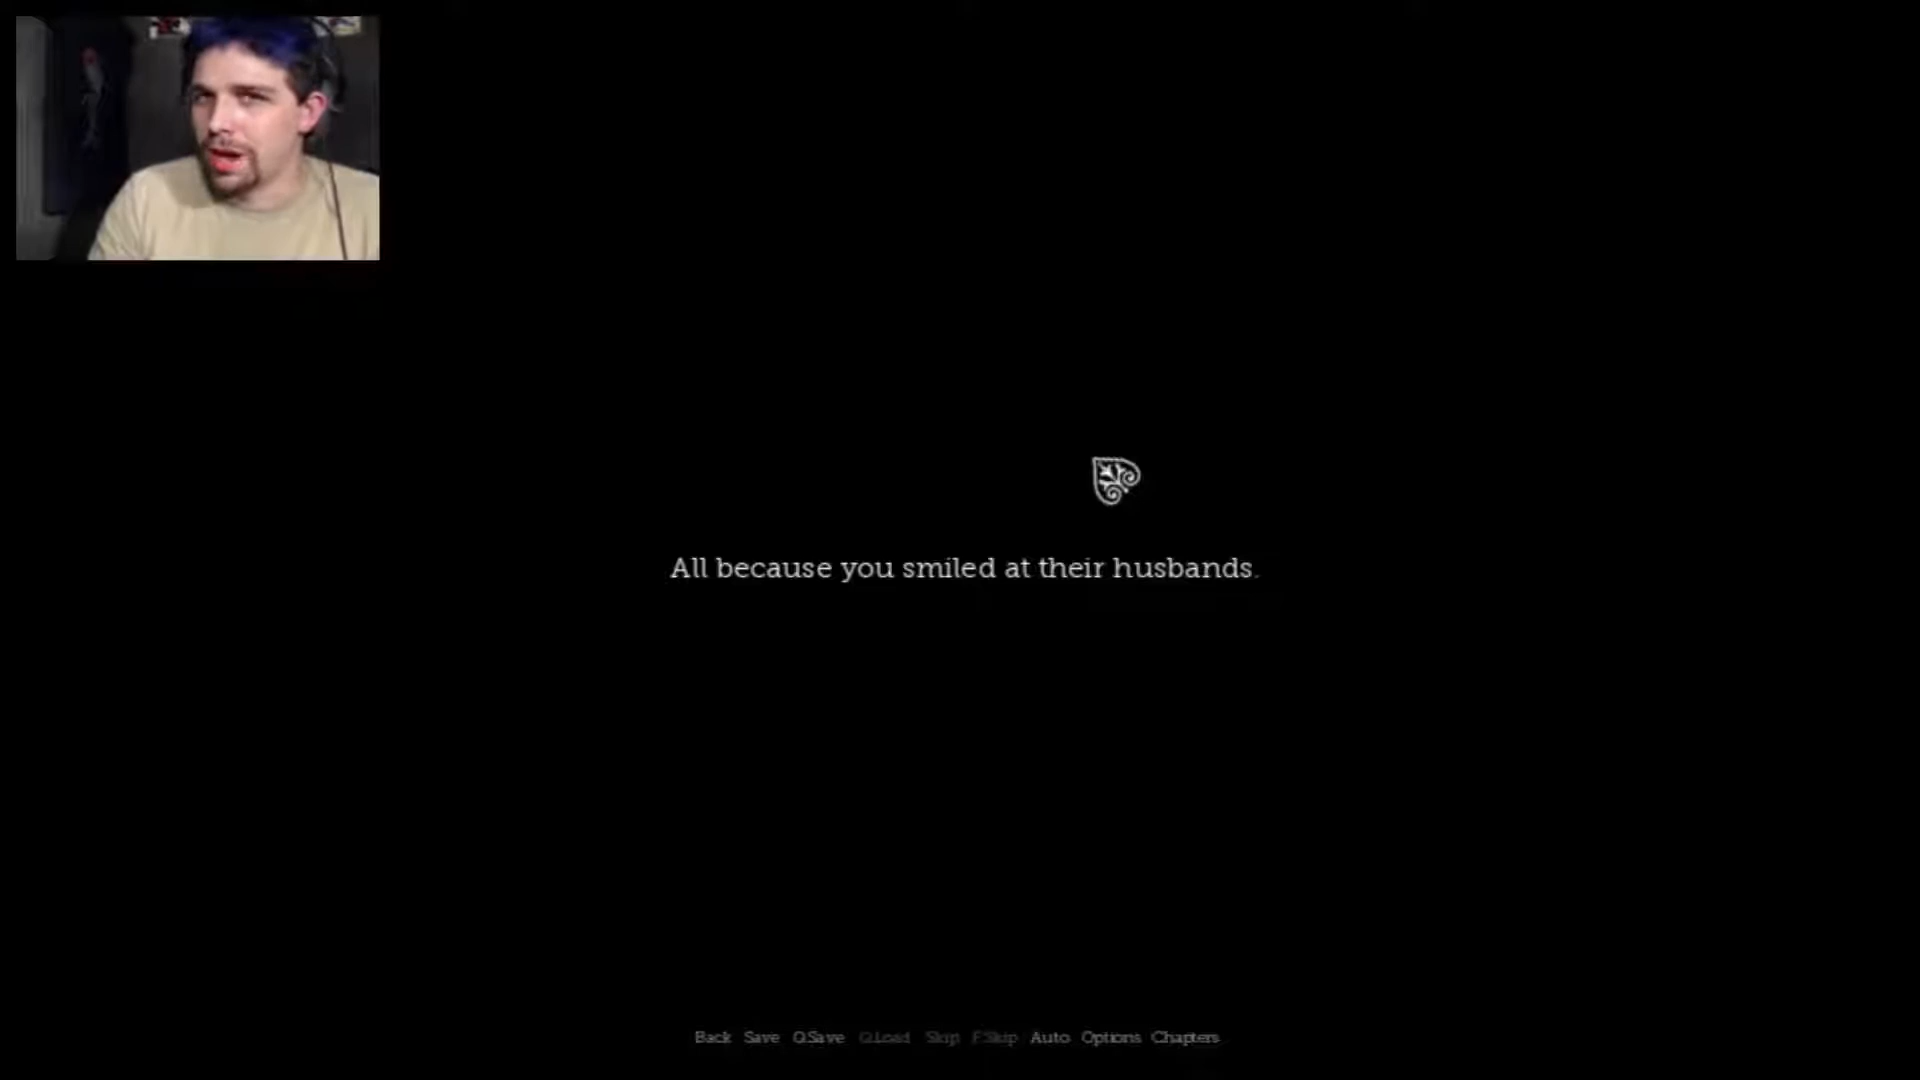 All because you smiled at their husbands.
Back Save Q.Save Q.Load Skip F.Skip Auto Options Chapters